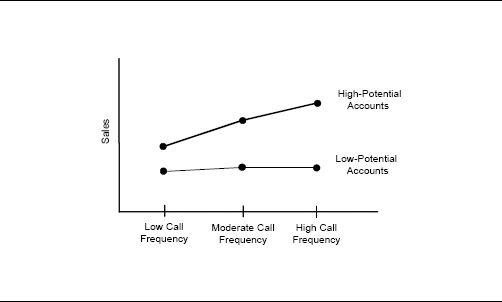 High-Potential
Accounts
Sales
Low-Potential
Accounts
Low Call
Frequency
Moderate Call
Frequency
High Call
Frequency